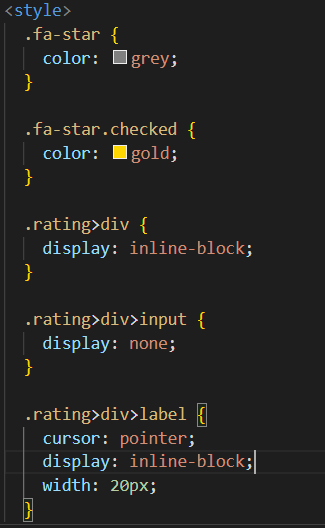 <style>
.fa-star {
color: grey;
}
.fa-star.checked {
color: gold;
}
.rating>div {
display: inline-block;
}
.rating>div>input {
display: none;
}
.rating>div>label {
cursor: pointer;
display: inline-block;
width: 20px;
}